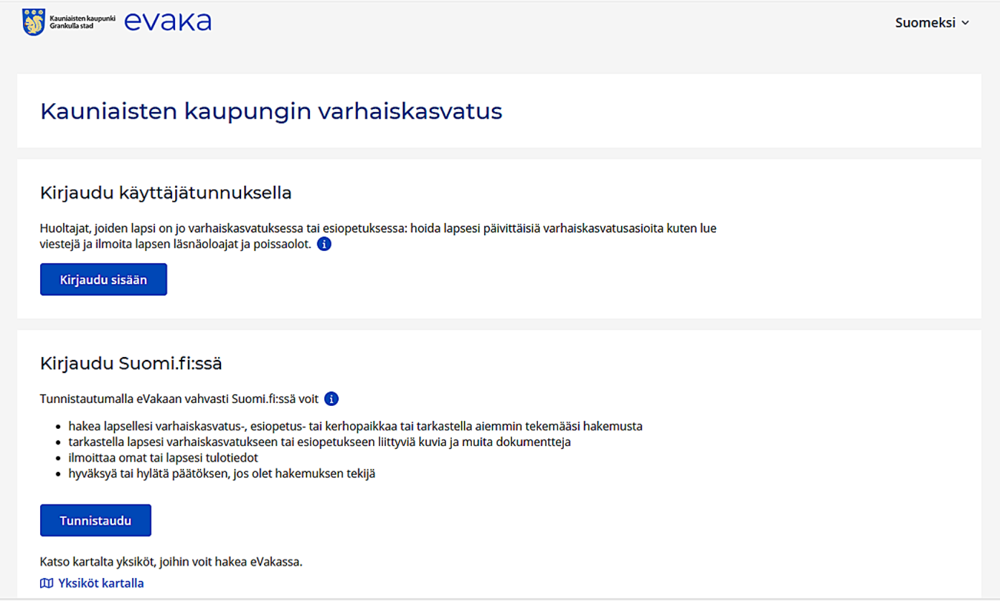 Kauniaisten kaupunki
Grankulla stad
evaka
Suomeksi
Kauniaisten kaupungin varhaiskasvatus
Kirjaudu käyttäjätunnuksella
Huoltajat, joiden lapsi on jo varhaiskasvatuksessa tai esiopetuksessa: hoida lapsesi päivittäisiä varhaiskasvatusasioita kuten lue
viestejä ja ilmoita lapsen läsnäoloajat ja poissaolot.
Kirjaudu sisään
Kirjaudu Suomi.fi:ssä
Tunnistautumalla eVakaan vahvasti Suomi.fi:ssä voit
• hakea lapsellesi varhaiskasvatus-, esiopetus- tai kerhopaikkaa tai tarkastella aiemmin tekemääsi hakemusta
• tarkastella lapsesi varhaiskasvatukseen tai esiopetukseen liittyviä kuvia ja muita dokumentteja
• ilmoittaa omat tai lapsesi tulotiedot
• hyväksyä tai hylätä päätöksen, jos olet hakemuksen tekijä
Tunnistaudu
Katso kartalta yksiköt, joihin voit hakea eVakassa.
Yksiköt kartalla